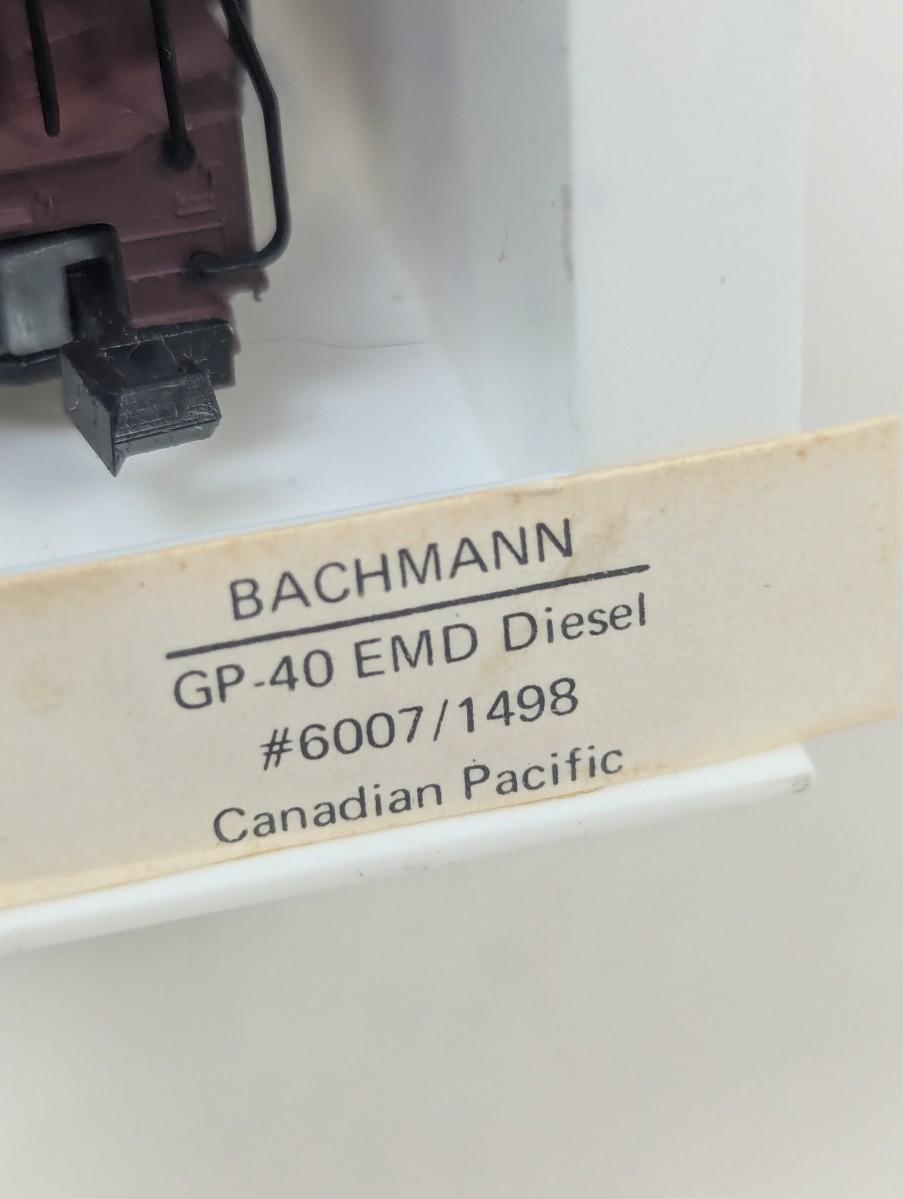 BACHMANN
GP-40 EMD Diesel
#6007/1498
Canadian Pacific